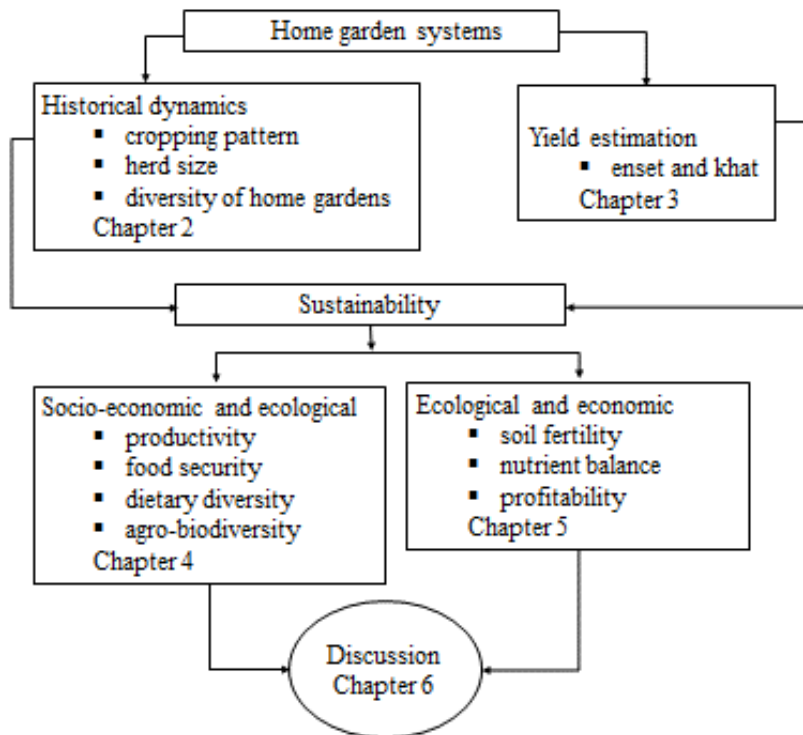 Home garden systems
Historical dynamics
▪ cropping pattern
▪ herd size
▪ diversity of home gardens
Chapter 2
Yield estimation
▪ enset and khat
Chapter 3
Sustainability
Socio-economic and ecological
▪ productivity
▪ food security
▪ dietary diversity
▪ agro-biodiversity
Chapter 4
Ecological and economic
▪ soil fertility
▪ nutrient balance
▪ profitability
Chapter 5
Discussion
Chapter 6